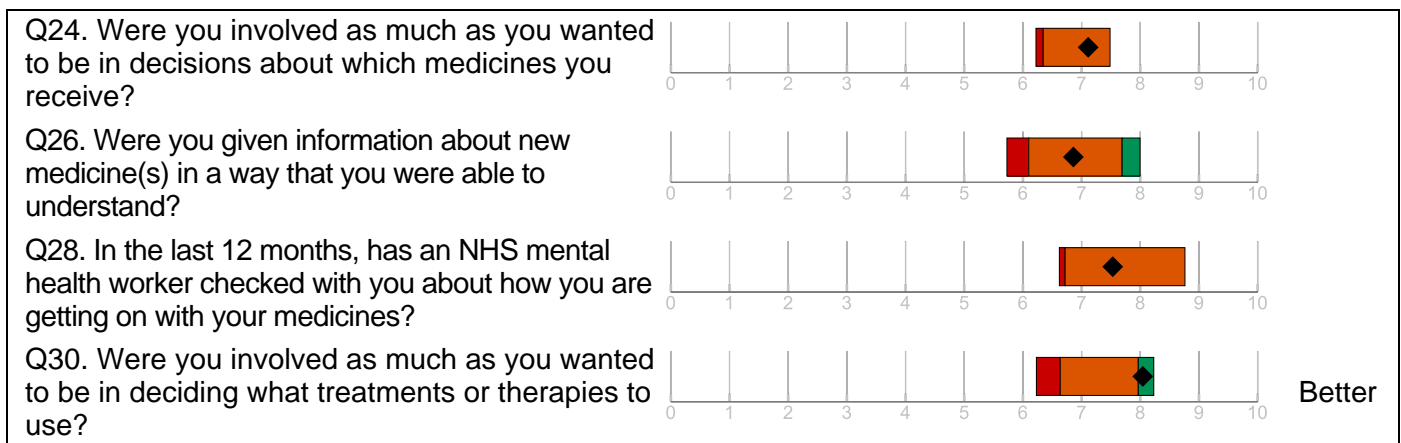 Q24. Were you involved as much as you wanted
to be in decisions about which medicines you
receive?
0 1 2 3 4 5 6 7 8 9 10
Q26. Were you given information about new
medicine(s) in a way that you were able to
understand?
0 1 2 3 4 5 6 7 8 9 10
Q28. In the last 12 months, has an NHS mental
health worker checked with you about how you are
getting on with your medicines?
0 1 2 3 4 5 6 7 8 9 10
Q30. Were you involved as much as you wanted
to be in deciding what treatments or therapies to
use?
0 1 2 3 4 5 6 7 8 9 10
Better